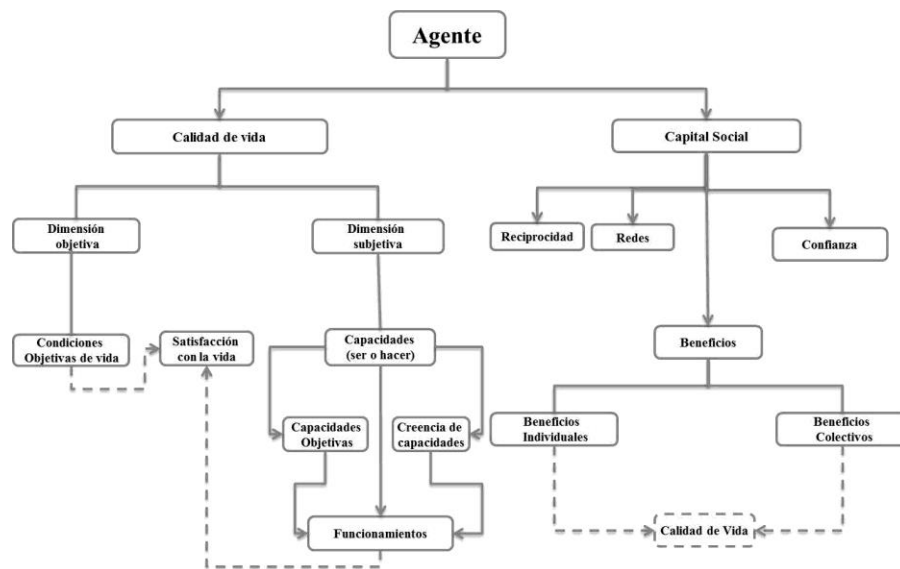 Agente
Calidad de vida
Capital Social
Dimensión
objetiva
Dimensión
subjetiva
Reciprocidad
Redes
Confianza
Condiciones
Objetivas de vida
Satisfacción
con la vida
Capacidades
(ser o hacer)
Beneficios
Capacidades
Objetivas
Creencia de
capacidades
Beneficios
Individuales
Beneficios
Colectivos
Funcionamientos
Calidad de Vida